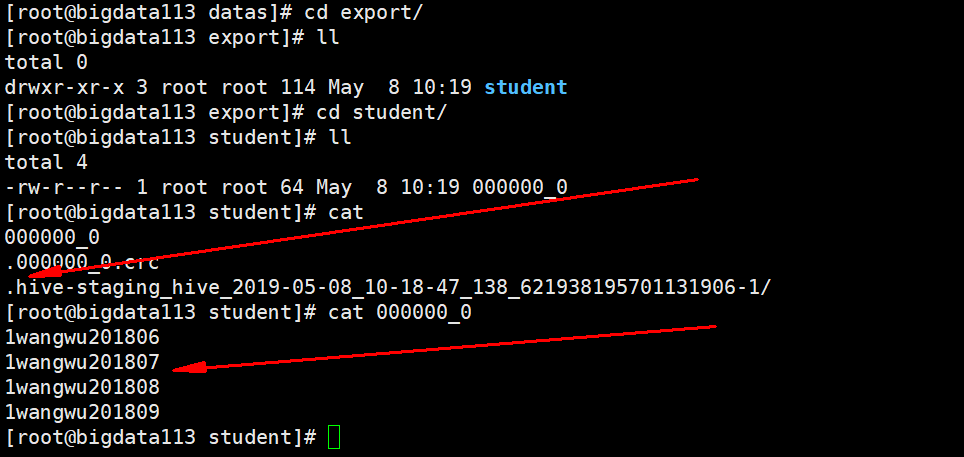 [root@bigdata113 datas]# cd export/
[root@bigdata113 export]# ll
total 0
drwxr-xr-x 3 root root 114 May  8 10:19 student
[root@bigdata113 export]# cd student/
[root@bigdata113 student]# ll
total 4
-rw-r--r-- 1 root root 64 May  8 10:19 000000_0
[root@bigdata113 student]# cat
000000_0
.000000_0.crc
.hive-staging_hive_2019-05-08_10-18-47_138_621938195701131906-1/
[root@bigdata113 student]# cat 000000_0
1wangwu201806
1wangwu201807
1wangwu201808
1wangwu201809
[root@bigdata113 student]#